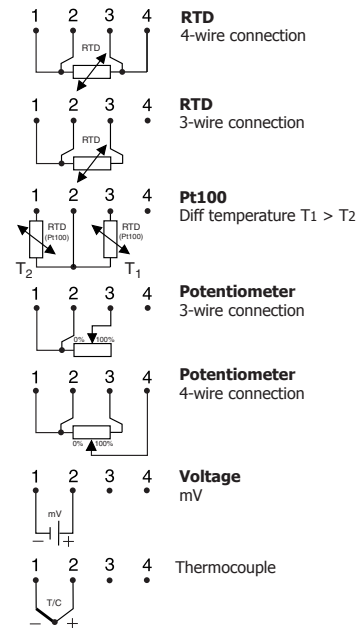 1 2 3 4
RTD
RTD
4-wire connection
1 2 3 4
RTD
RTD
3-wire connection
1 2 3 4
Pt100
Diff temperature T1 > T2
RTD
(Pt100)
RTD
(Pt100)
T2
T1
1 2 3 4
Potentiometer
3-wire connection
0% 100%
1 2 3 4
Potentiometer
4-wire connection
0% 100%
1 2 3 4
Voltage
mV
mV
– +
1 2 3 4
Thermocouple
T/C
– +